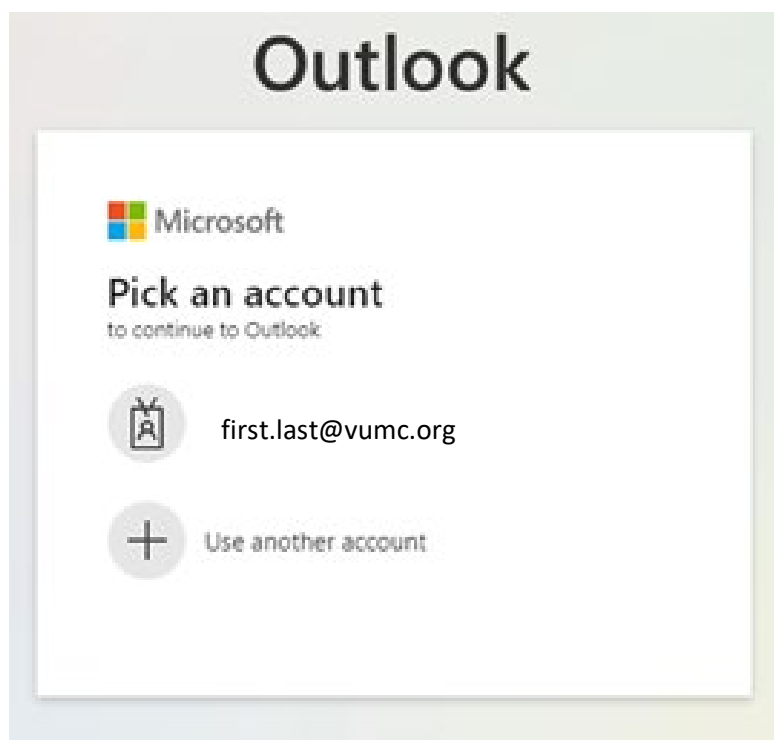 Outlook
Microsoft
Pick an account
to continue to Outlook
first.last@vumc.org
Use another account